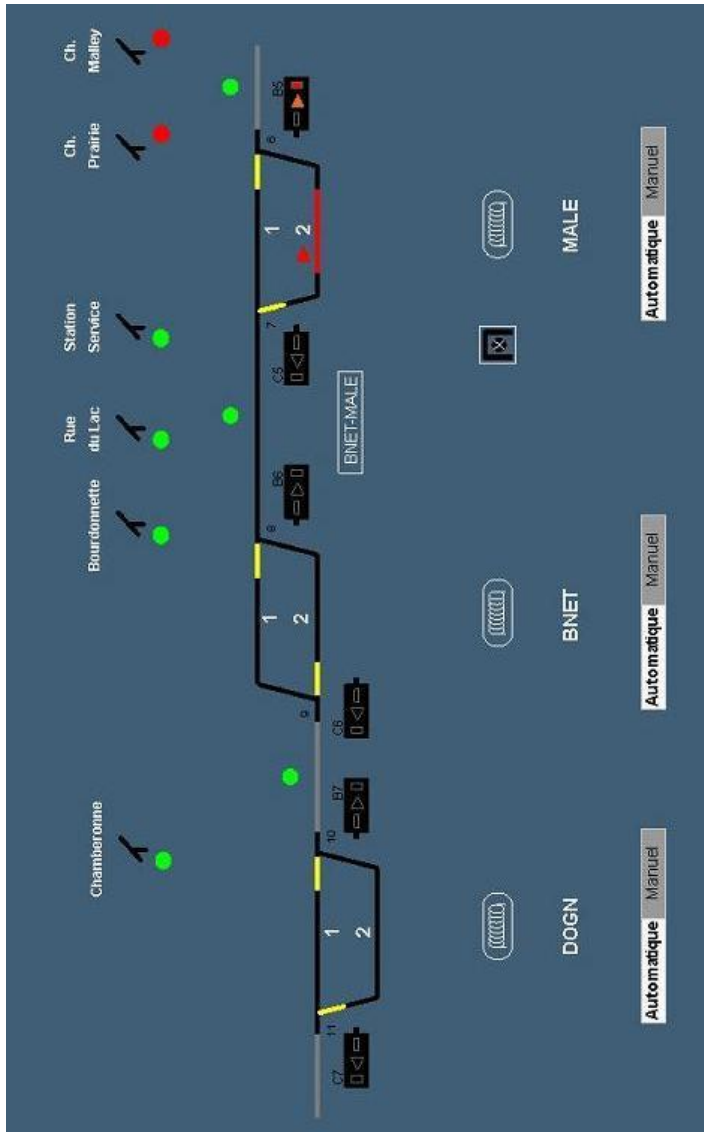 Chamberonne
Bourdonnette
Rue
du Lac
Station
Service
Ch.
Prairie
Ch.
Malley
8
7
6
1
1
2
2
B6
C5
B5
9
10
11
1
2
C7
B7
C6
BNET-MALE
DOGN
BNET
MALE
Automatique Manuel
Automatique Manuel
Automatique Manuel